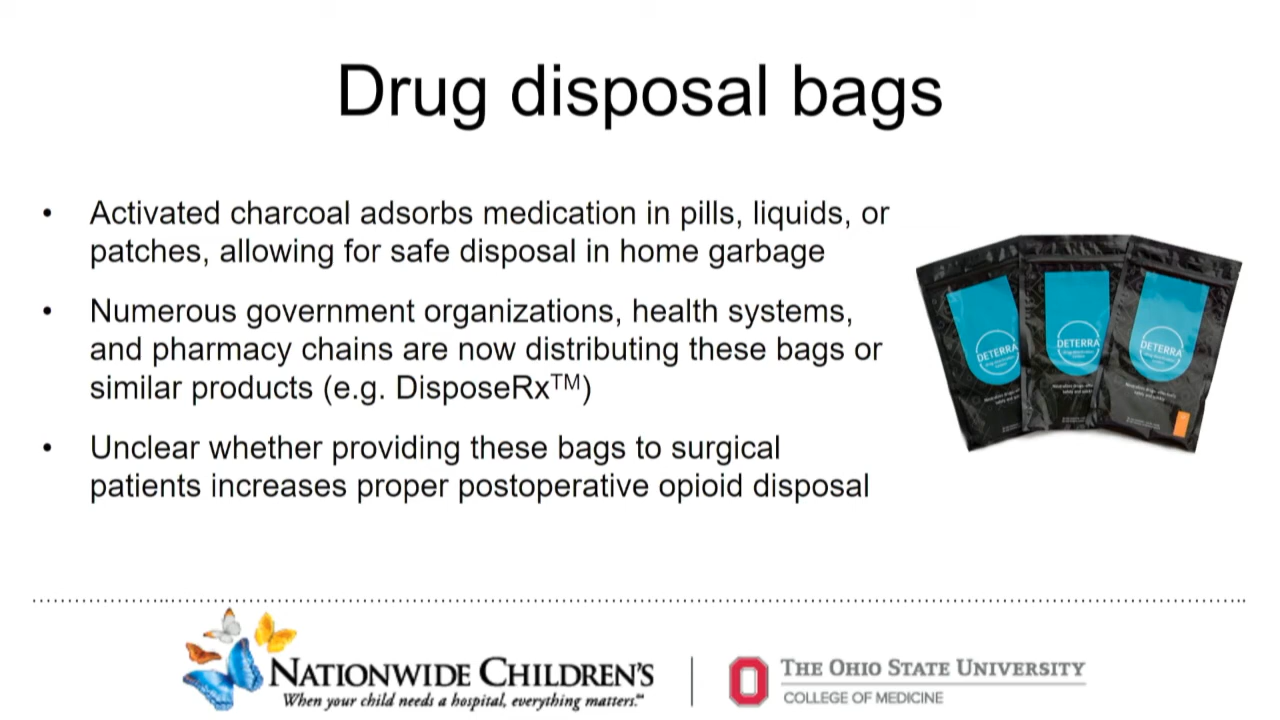 Drug disposal bags
• Activated charcoal adsorbs medication in pills, liquids, or
patches, allowing for safe disposal in home garbage
• Numerous government organizations, health systems,
and pharmacy chains are now distributing these bags or
similar products (e.g. DisposeRx™)
• Unclear whether providing these bags to surgical
patients increases proper postoperative opioid disposal
DETERRA
DETERRA
DETERRA
NATIONWIDE CHILDREN'S
When your child needs a hospital, everything matters.℠
THE OHIO STATE UNIVERSITY
COLLEGE OF MEDICINE